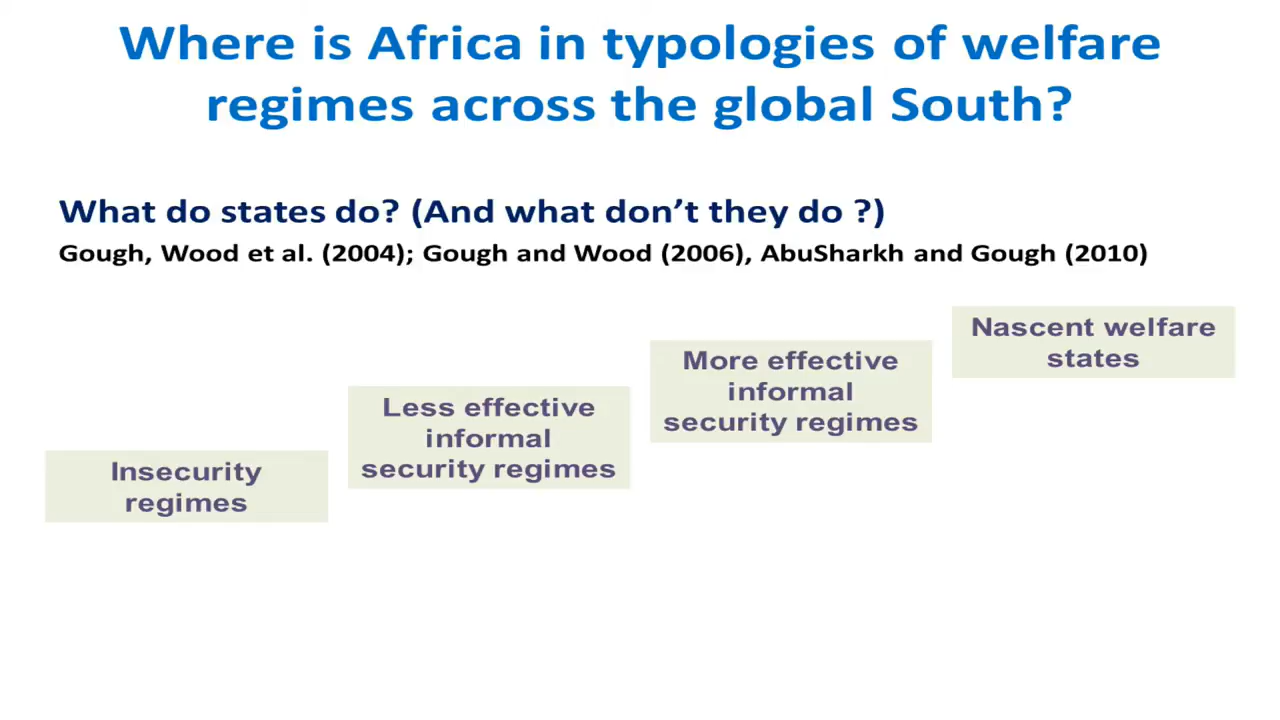 Where is Africa in typologies of welfare
regimes across the global South?
What do states do? (And what don’t they do ?)
Gough, Wood et al. (2004); Gough and Wood (2006), AbuSharkh and Gough (2010)
Insecurity
regimes
Less effective
informal
security regimes
More effective
informal
security regimes
Nascent welfare
states